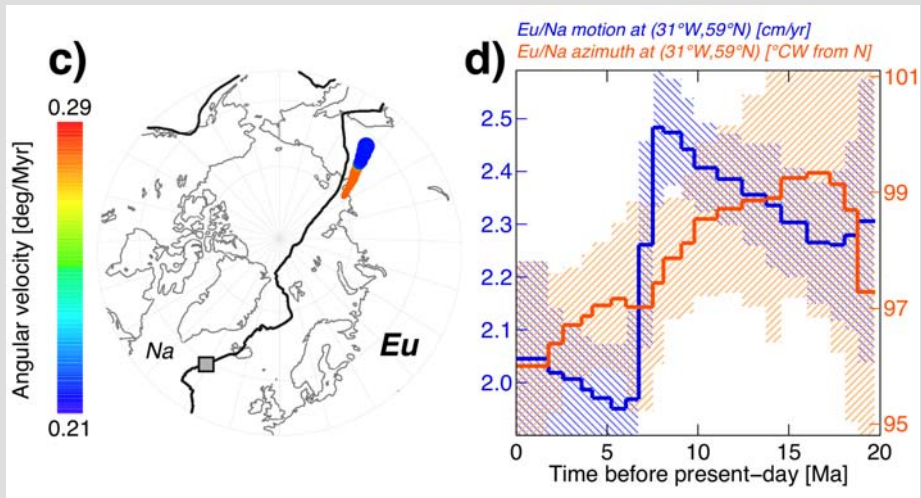 c)
0.29
Angular velocity [deg/Myr]
0.21
Na
Eu
Eu/Na motion at (31°W,59°N) [cm/yr]
Eu/Na azimuth at (31°W,59°N) [°CW from N]
d)
2.5
2.4
2.3
2.2
2.1
2.0
101
99
97
95
0 5 10 15 20
Time before present–day [Ma]